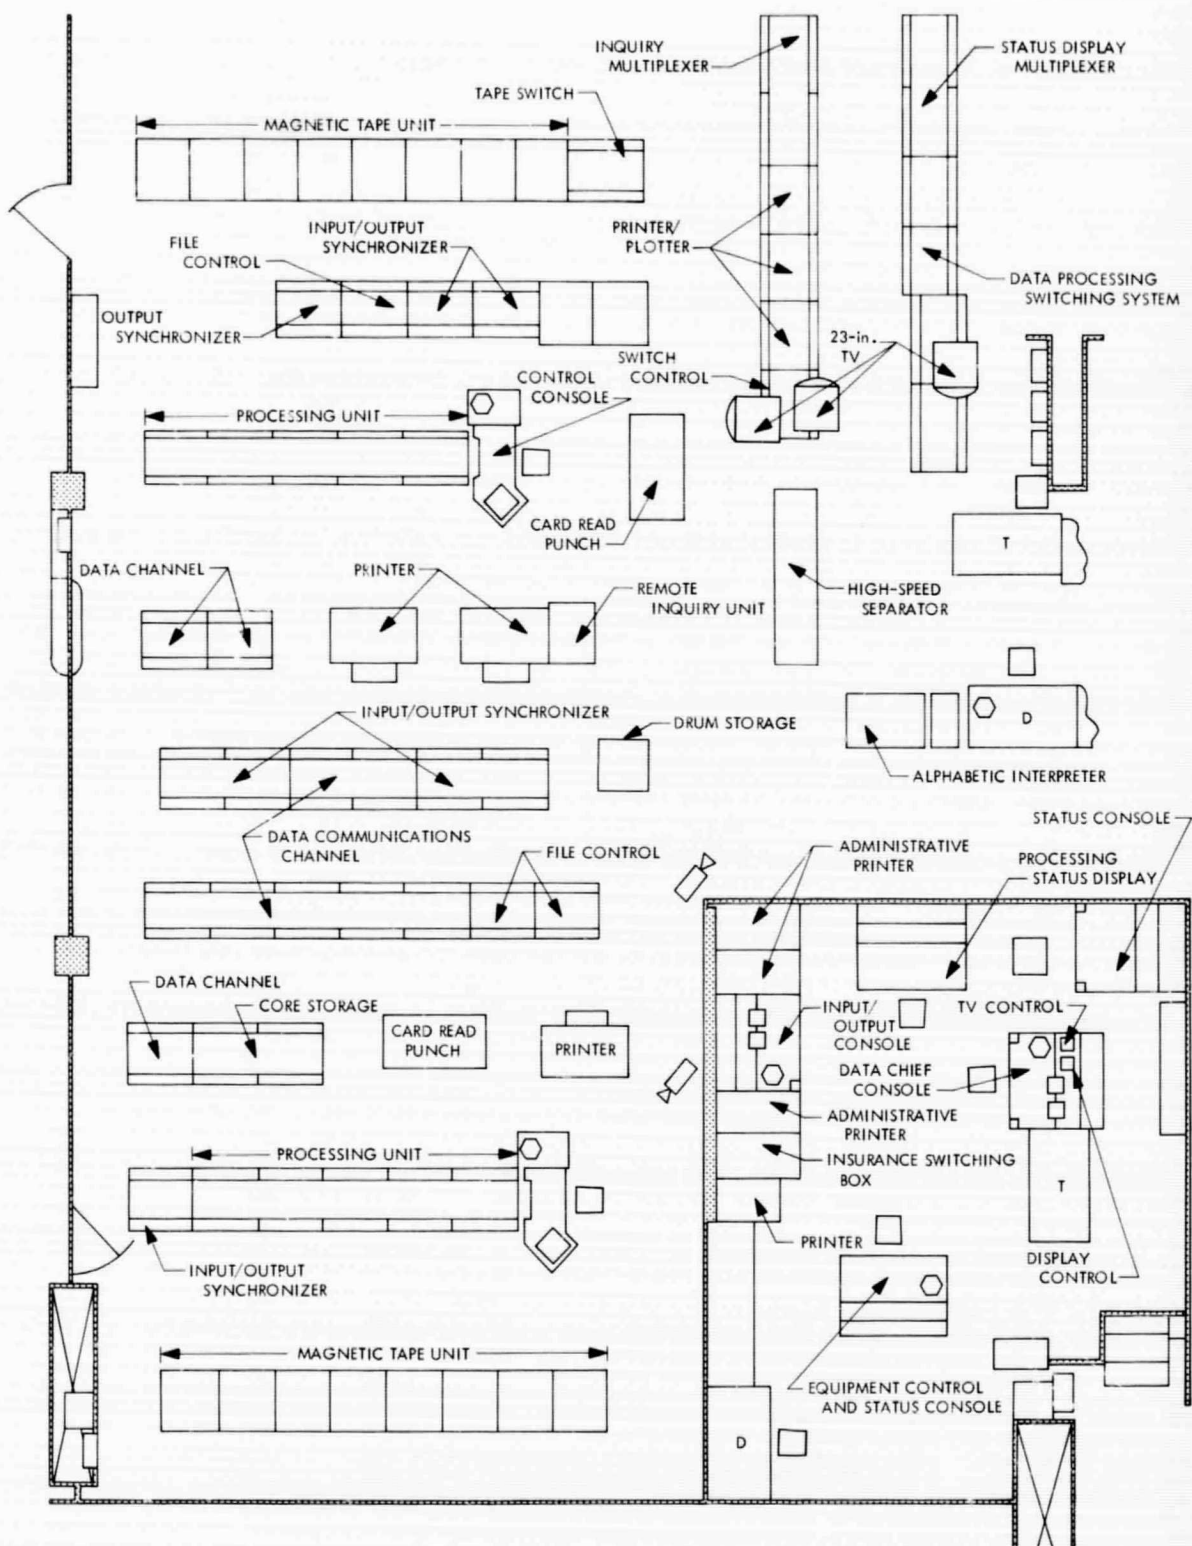 INQUIRY
MULTIPLEXER
STATUS DISPLAY
MULTIPLEXER
TAPE SWITCH
MAGNETIC TAPE UNIT
INPUT/OUTPUT
SYNCHRONIZER
FILE
CONTROL
PRINTER/
PLOTTER
DATA PROCESSING
SWITCHING SYSTEM
OUTPUT
SYNCHRONIZER
23-in.
TV
SWITCH
CONTROL
CONTROL
CONSOLE
PROCESSING UNIT
CARD READ
PUNCH
T
DATA CHANNEL
PRINTER
REMOTE
INQUIRY UNIT
HIGH-SPEED
SEPARATOR
INPUT/OUTPUT SYNCHRONIZER
DRUM STORAGE
D
ALPHABETIC INTERPRETER
STATUS CONSOLE
DATA COMMUNICATIONS
CHANNEL
FILE CONTROL
ADMINISTRATIVE
PRINTER
PROCESSING
STATUS DISPLAY
DATA CHANNEL
CORE STORAGE
CARD READ
PUNCH
PRINTER
INPUT/
OUTPUT
CONSOLE
TV CONTROL
DATA CHIEF
CONSOLE
ADMINISTRATIVE
PRINTER
PROCESSING UNIT
INSURANCE SWITCHING
BOX
T
PRINTER
DISPLAY
CONTROL
INPUT/OUTPUT
SYNCHRONIZER
MAGNETIC TAPE UNIT
EQUIPMENT CONTROL
AND STATUS CONSOLE
D